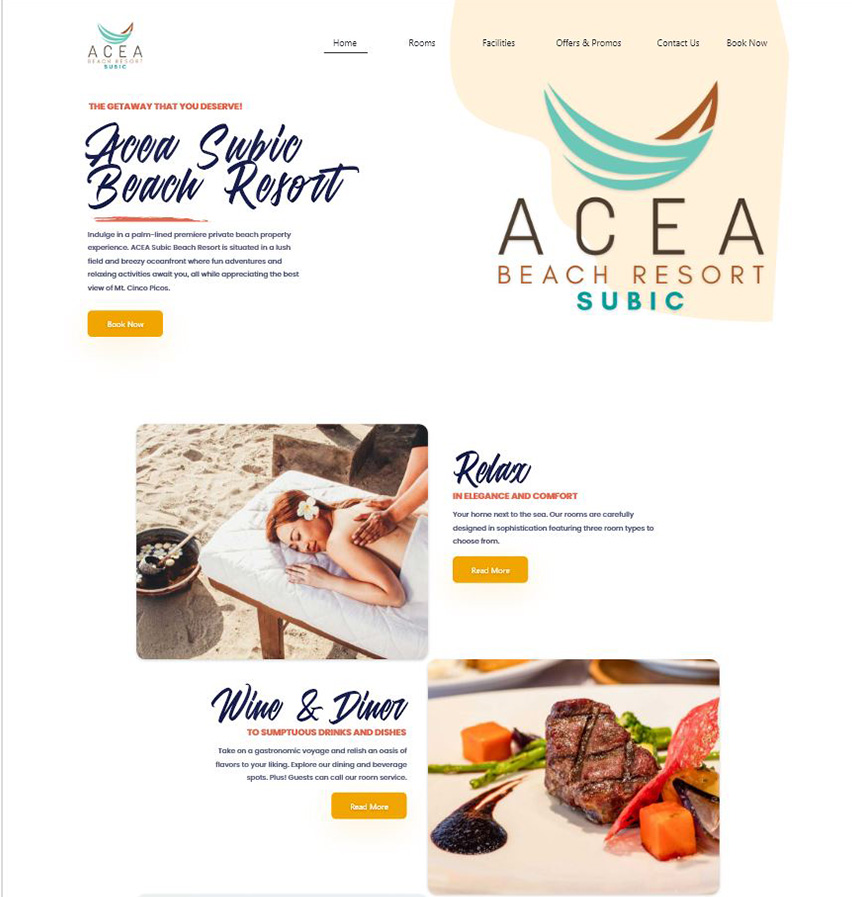 ACEA
BEACH RESORT
SUBIC
Home
Rooms
Facilities
Offers & Promos
Contact Us
Book Now
THE GETAWAY THAT YOU DESERVE!
Acea Subic
Beach Resort
Indulge in a palm-lined premiere private beach property
experience. ACEA Subic Beach Resort is situated in a lush
field and breezy oceanfront where fun adventures and
relaxing activities await you, all while appreciating the best
view of Mt. Cinco Picos.
Book Now
ACEA
BEACH RESORT
SUBIC
Relax
IN ELEGANCE AND COMFORT
Your home next to the sea. Our rooms are carefully
designed in sophistication featuring three room types to
choose from.
Read More
Wine & Diner
TO SUMPTUOUS DRINKS AND DISHES
Take on a gastronomic voyage and relish an oasis of
flavors to your liking. Explore our dining and beverage
spots. Plus! Guests can call our room service.
Read More